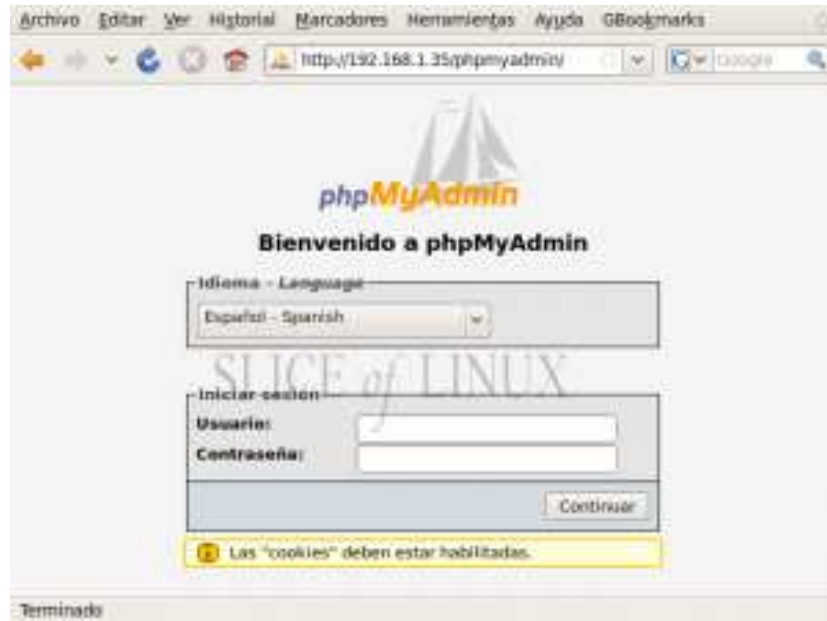 Archivo Editar Ver Historial Marcadores Herramientas Ayuda GBookmarks
http://192.168.1.35/phpmyadmin/ Google
phpMyAdmin
Bienvenido a phpMyAdmin
Idioma - Language
Español - Spanish
SLICE of LINUX
Iniciar sesión
Usuario:
Contraseña:
Continuar
Las "cookies" deben estar habilitadas.
Terminado